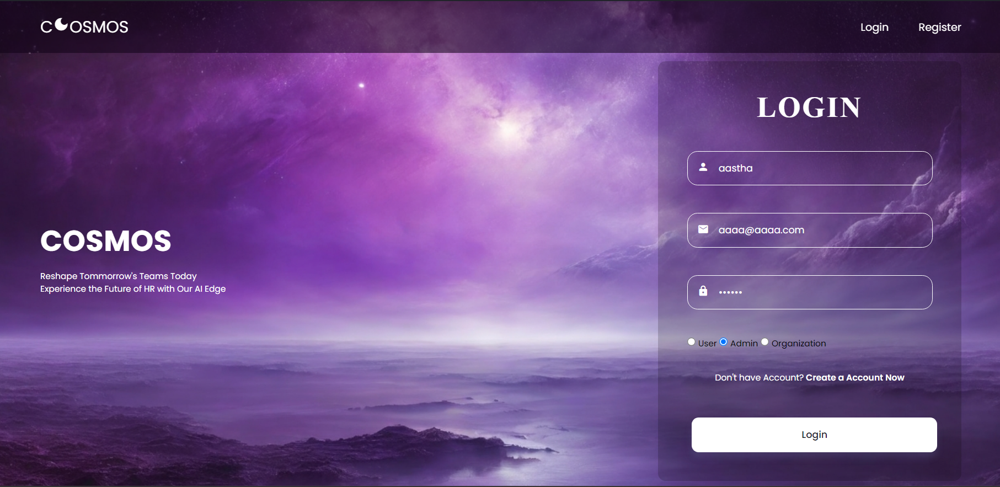 COSMOS
Login Register
LOGIN
aastha
aaaa@aaaa.com
••••••
COSMOS
Reshape Tommorrow's Teams Today
Experience the Future of HR with Our AI Edge
User Admin Organization
Don't have Account? Create a Account Now
Login